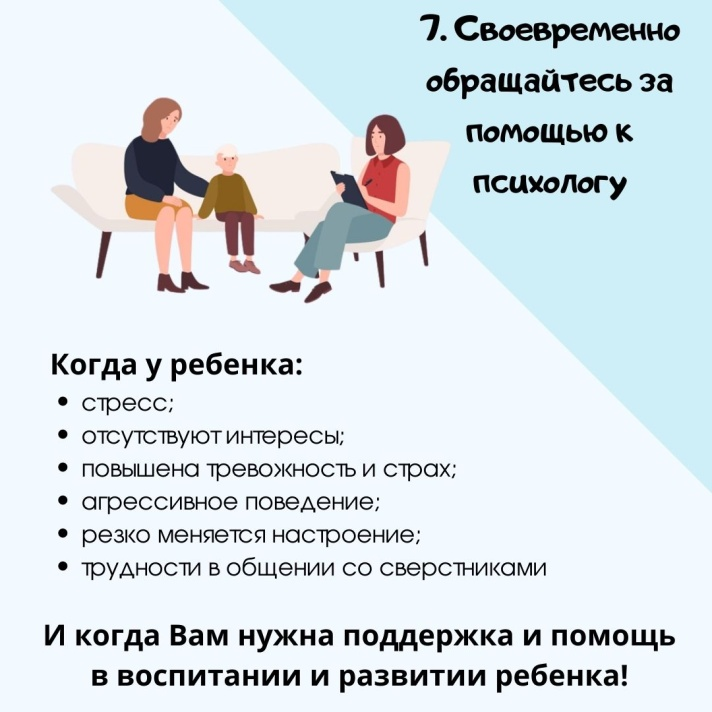 7. Своевременно
обращайтесь за
помощью к
психологу
Когда у ребенка:
• стресс;
• отсутствуют интересы;
• повышена тревожность и страх;
• агрессивное поведение;
• резко меняется настроение;
• трудности в общении со сверстниками
И когда Вам нужна поддержка и помощь
в воспитании и развитии ребенка!